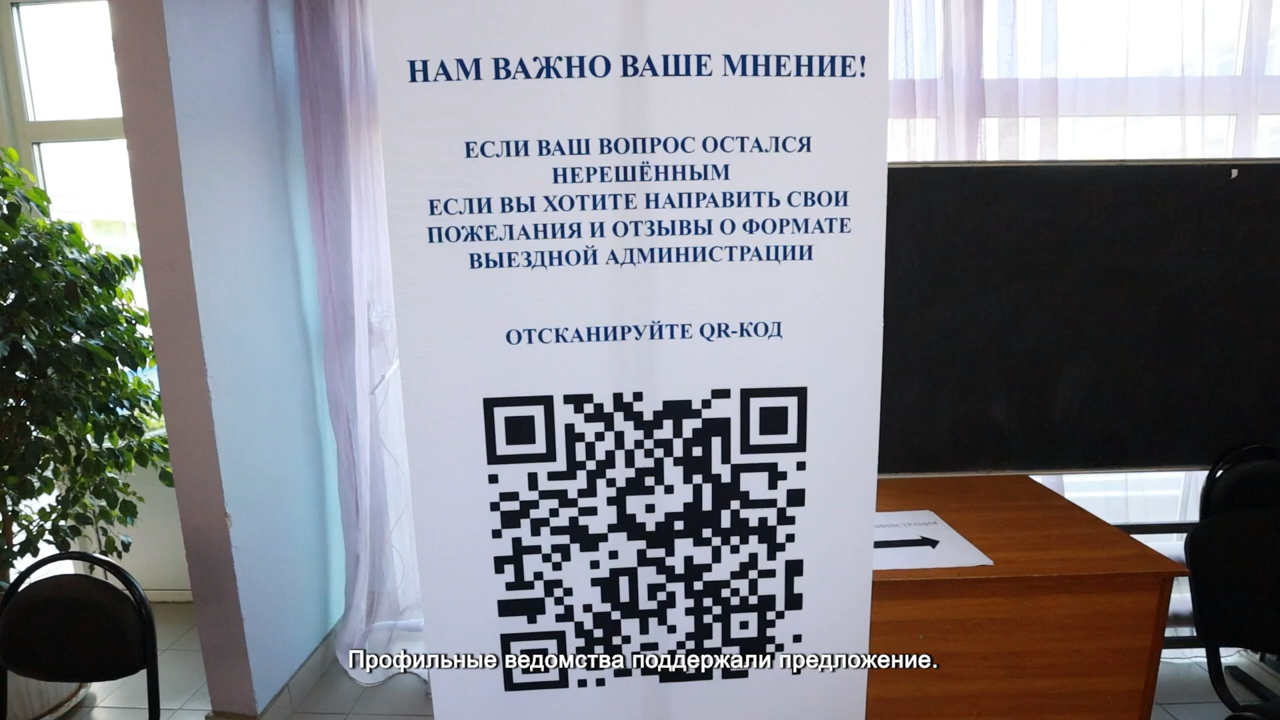 НАМ ВАЖНО ВАШЕ МНЕНИЕ!
ЕСЛИ ВАШ ВОПРОС ОСТАЛСЯ
НЕРЕШЁННЫМ
ЕСЛИ ВЫ ХОТИТЕ НАПРАВИТЬ СВОИ
ПОЖЕЛАНИЯ И ОТЗЫВЫ О ФОРМАТЕ
ВЫЕЗДНОЙ АДМИНИСТРАЦИИ
ОТСКАНИРУЙТЕ QR-КОД
Профильные ведомства поддержали предложение.